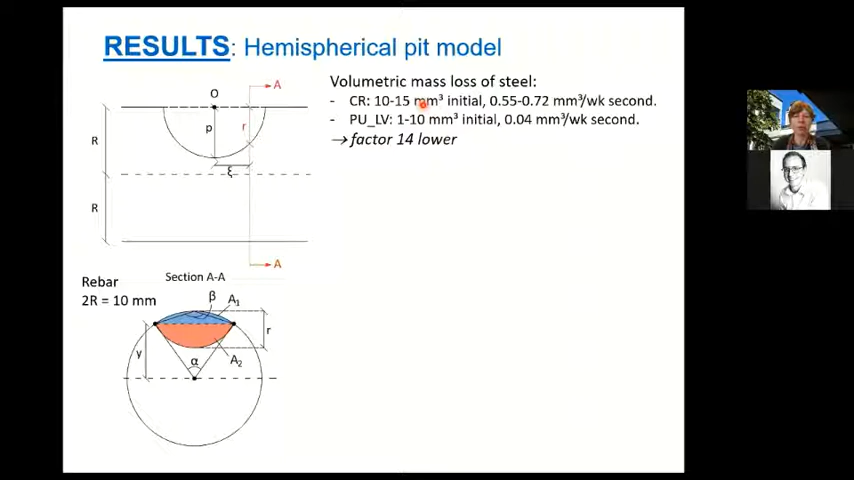 RESULTS: Hemispherical pit model
Volumetric mass loss of steel:
- CR: 10-15 mm³ initial, 0.55-0.72 mm³/wk second.
- PU_LV: 1-10 mm³ initial, 0.04 mm³/wk second.
→ factor 14 lower
A
O
p
r
R
ξ
R
A
Section A-A
Rebar
2R = 10 mm
β
A₁
r
y
α
A₂